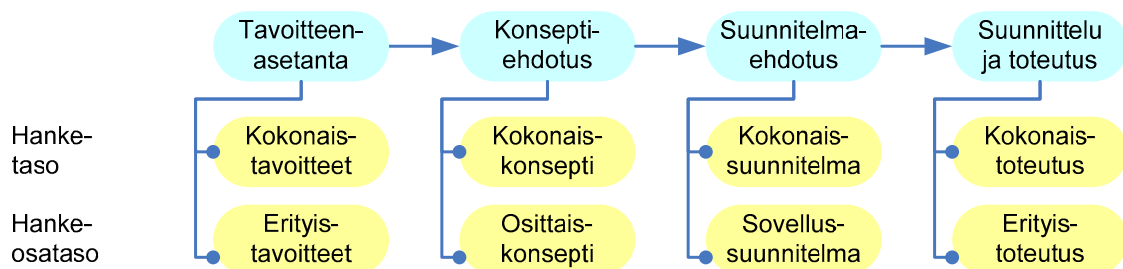 Tavoitteen-
asetanta
Konsepti-
ehdotus
Suunnitelma-
ehdotus
Suunnittelu
ja toteutus
Hanke-
taso
Kokonais-
tavoitteet
Kokonais-
konsepti
Kokonais-
suunnitelma
Kokonais-
toteutus
Hanke-
osataso
Erityis-
tavoitteet
Osittais-
konsepti
Sovellus-
suunnitelma
Erityis-
toteutus